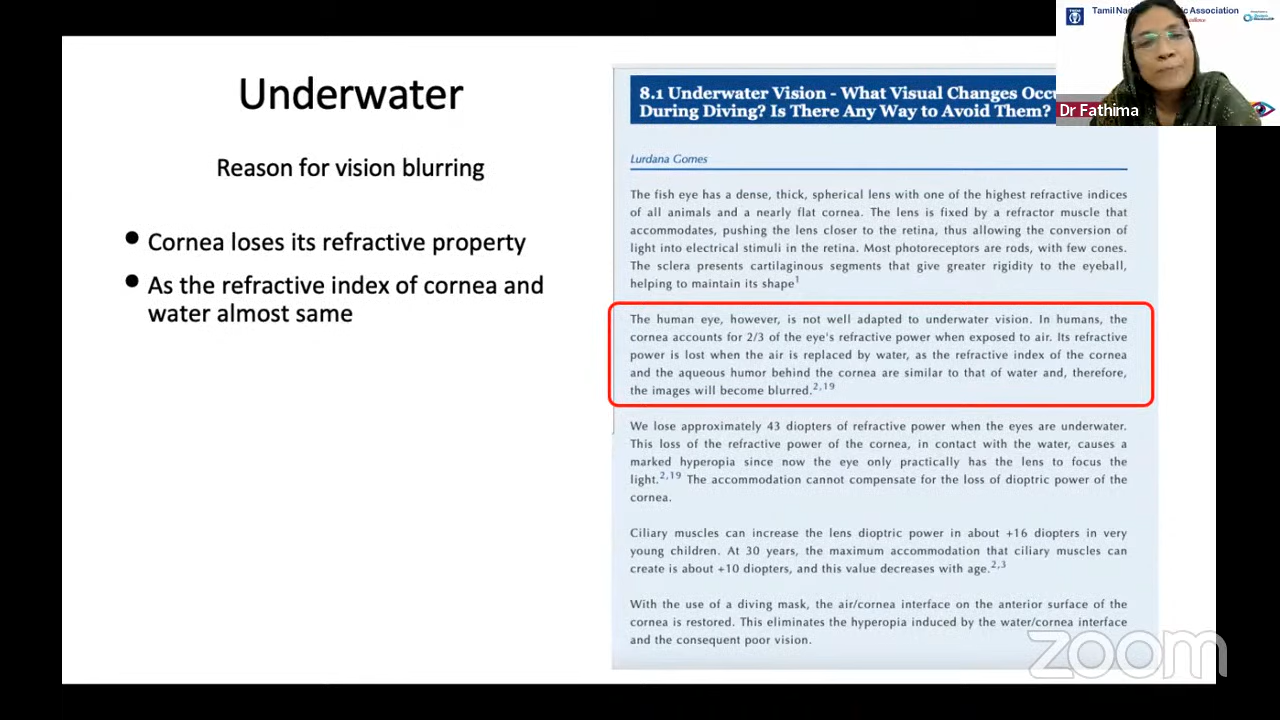 Underwater
Reason for vision blurring
• Cornea loses its refractive property
• As the refractive index of cornea and
water almost same
8.1 Underwater Vision - What Visual Changes
During Diving? Is There Any Way to Avoid Them?
Lurdana Gomes
The fish eye has a dense, thick, spherical lens with one of the highest refractive indices
of all animals and a nearly flat cornea. The lens is fixed by a refractor muscle that
accommodates, pushing the lens closer to the retina, thus allowing the conversion of
light into electrical stimuli in the retina. Most photoreceptors are rods, with few cones.
The sclera presents cartilaginous segments that give greater rigidity to the eyeball,
helping to maintain its shape1
The human eye, however, is not well adapted to underwater vision. In humans, the
cornea accounts for 2/3 of the eye's refractive power when exposed to air. Its refractive
power is lost when the air is replaced by water, as the refractive index of the cornea
and the aqueous humor behind the cornea are similar to that of water and, therefore,
the images will become blurred.2,19
We lose approximately 43 diopters of refractive power when the eyes are underwater.
This loss of the refractive power of the cornea, in contact with the water, causes a
marked hyperopia since now the eye only practically has the lens to focus the
light.2,19 The accommodation cannot compensate for the loss of dioptric power of the
cornea.
Ciliary muscles can increase the lens dioptric power in about +16 diopters in very
young children. At 30 years, the maximum accommodation that ciliary muscles can
create is about +10 diopters, and this value decreases with age.2,3
With the use of a diving mask, the air/cornea interface on the anterior surface of the
cornea is restored. This eliminates the hyperopia induced by the water/cornea interface
and the consequent poor vision.
Tamil Association
Dr Fathima
zoom